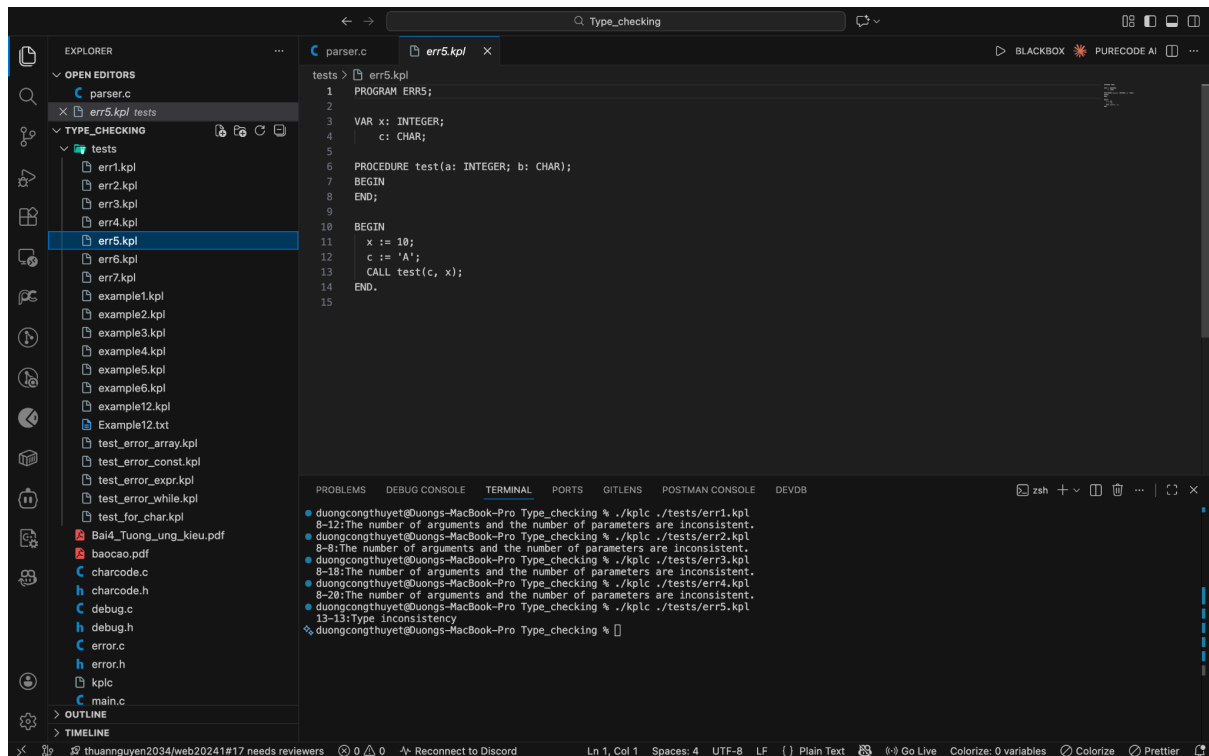 Type_checking
EXPLORER
OPEN EDITORS
parser.c
err5.kpl tests
TYPE_CHECKING
tests
err1.kpl
err2.kpl
err3.kpl
err4.kpl
err5.kpl
err6.kpl
err7.kpl
example1.kpl
example2.kpl
example3.kpl
example4.kpl
example5.kpl
example6.kpl
example12.kpl
Example12.txt
test_error_array.kpl
test_error_const.kpl
test_error_expr.kpl
test_error_while.kpl
test_for_char.kpl
Bai4_Tuong_ung_kieu.pdf
baocao.pdf
charcode.c
charcode.h
debug.c
debug.h
error.c
error.h
kplc
main.c
OUTLINE
TIMELINE
parser.c err5.kpl BLACKBOX PURECODE AI
tests > err5.kpl
1 PROGRAM ERR5;
2
3 VAR x: INTEGER;
4 c: CHAR;
5
6 PROCEDURE test(a: INTEGER; b: CHAR);
7 BEGIN
8 END;
9
10 BEGIN
11 x := 10;
12 c := 'A';
13 CALL test(c, x);
14 END.
15
PROBLEMS DEBUG CONSOLE TERMINAL PORTS GITLENS POSTMAN CONSOLE DEVDB zsh
duongcongthuyet@Duongs-MacBook-Pro Type_checking % ./kplc ./tests/err1.kpl
8-12:The number of arguments and the number of parameters are inconsistent.
duongcongthuyet@Duongs-MacBook-Pro Type_checking % ./kplc ./tests/err2.kpl
8-8:The number of arguments and the number of parameters are inconsistent.
duongcongthuyet@Duongs-MacBook-Pro Type_checking % ./kplc ./tests/err3.kpl
8-18:The number of arguments and the number of parameters are inconsistent.
duongcongthuyet@Duongs-MacBook-Pro Type_checking % ./kplc ./tests/err4.kpl
8-20:The number of arguments and the number of parameters are inconsistent.
duongcongthuyet@Duongs-MacBook-Pro Type_checking % ./kplc ./tests/err5.kpl
13-13:Type inconsistency
duongcongthuyet@Duongs-MacBook-Pro Type_checking %
thuannguyen2034/web20241#17 needs reviewers 0 0 Reconnect to Discord Ln 1, Col 1 Spaces: 4 UTF-8 LF {} Plain Text Go Live Colorize: 0 variables Colorize Prettier